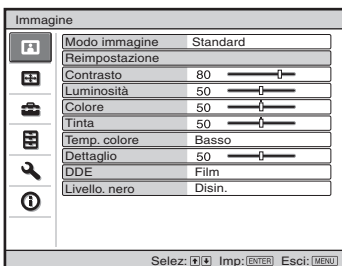 Immagine
Modo immagine Standard
Reimpostazione
Contrasto 80
Luminosità 50
Colore 50
Tinta 50
Temp. colore Basso
Dettaglio 50
DDE Film
Livello. nero Disin.
Selez: Imp: ENTER Esci: MENU